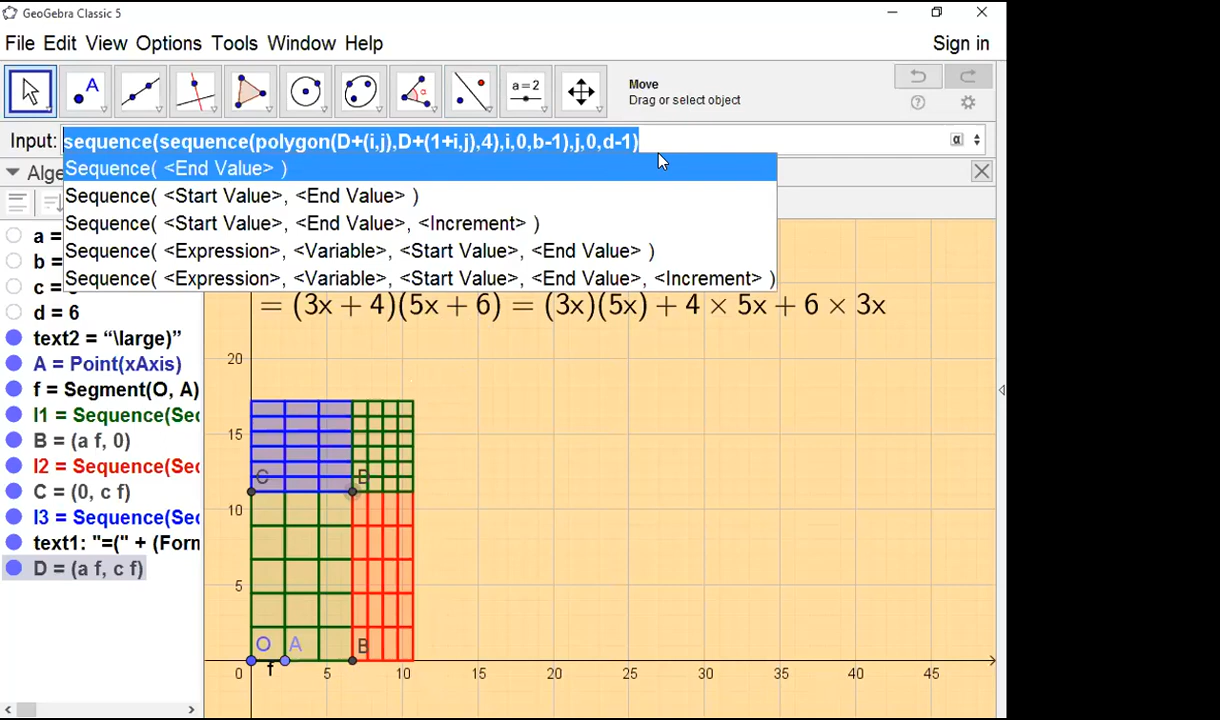 GeoGebra Classic 5
File Edit View Options Tools Window Help Sign in
A
a = 2
Move
Drag or select object
Input: sequence(sequence(polygon(D+(i,j),D+(1+i,j),4),i,0,b-1),j,0,d-1) α
Sequence( <End Value> )
Sequence( <Start Value>, <End Value> )
Sequence( <Start Value>, <End Value>, <Increment> )
Sequence( <Expression>, <Variable>, <Start Value>, <End Value> )
Sequence( <Expression>, <Variable>, <Start Value>, <End Value>, <Increment> )
Alge
a =
b =
c =
d = 6
text2 = “\large)”
A = Point(xAxis)
f = Segment(O, A)
l1 = Sequence(Sec
B = (a f, 0)
l2 = Sequence(Sec
C = (0, c f)
l3 = Sequence(Sec
text1: "=(" + (Forn
D = (a f, c f)
= (3x + 4)(5x + 6) = (3x)(5x) + 4 × 5x + 6 × 3x
20
15
10
5
C
O A B
f
0 5 10 15 20 25 30 35 40 45